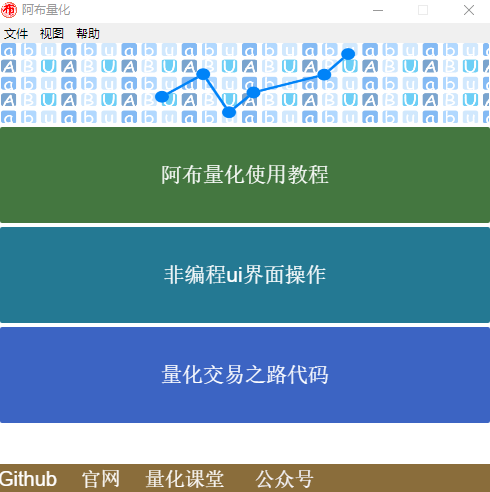 布 阿布量化
文件 视图 帮助
a b u a b u a b u a b u a b u a b u a b u a b u a
A B U A B U A B U A B U A B U A B U A B U A B U A
a b u a b u a b u a b u a b u a b u a b u a b u a
A B U A B U A B U A B U A B U A B U A B U A B U A
a b u a b u a b u a b u a b u a b u a b u a b u a
阿布量化使用教程
非编程ui界面操作
量化交易之路代码
Github 官网 量化课堂 公众号